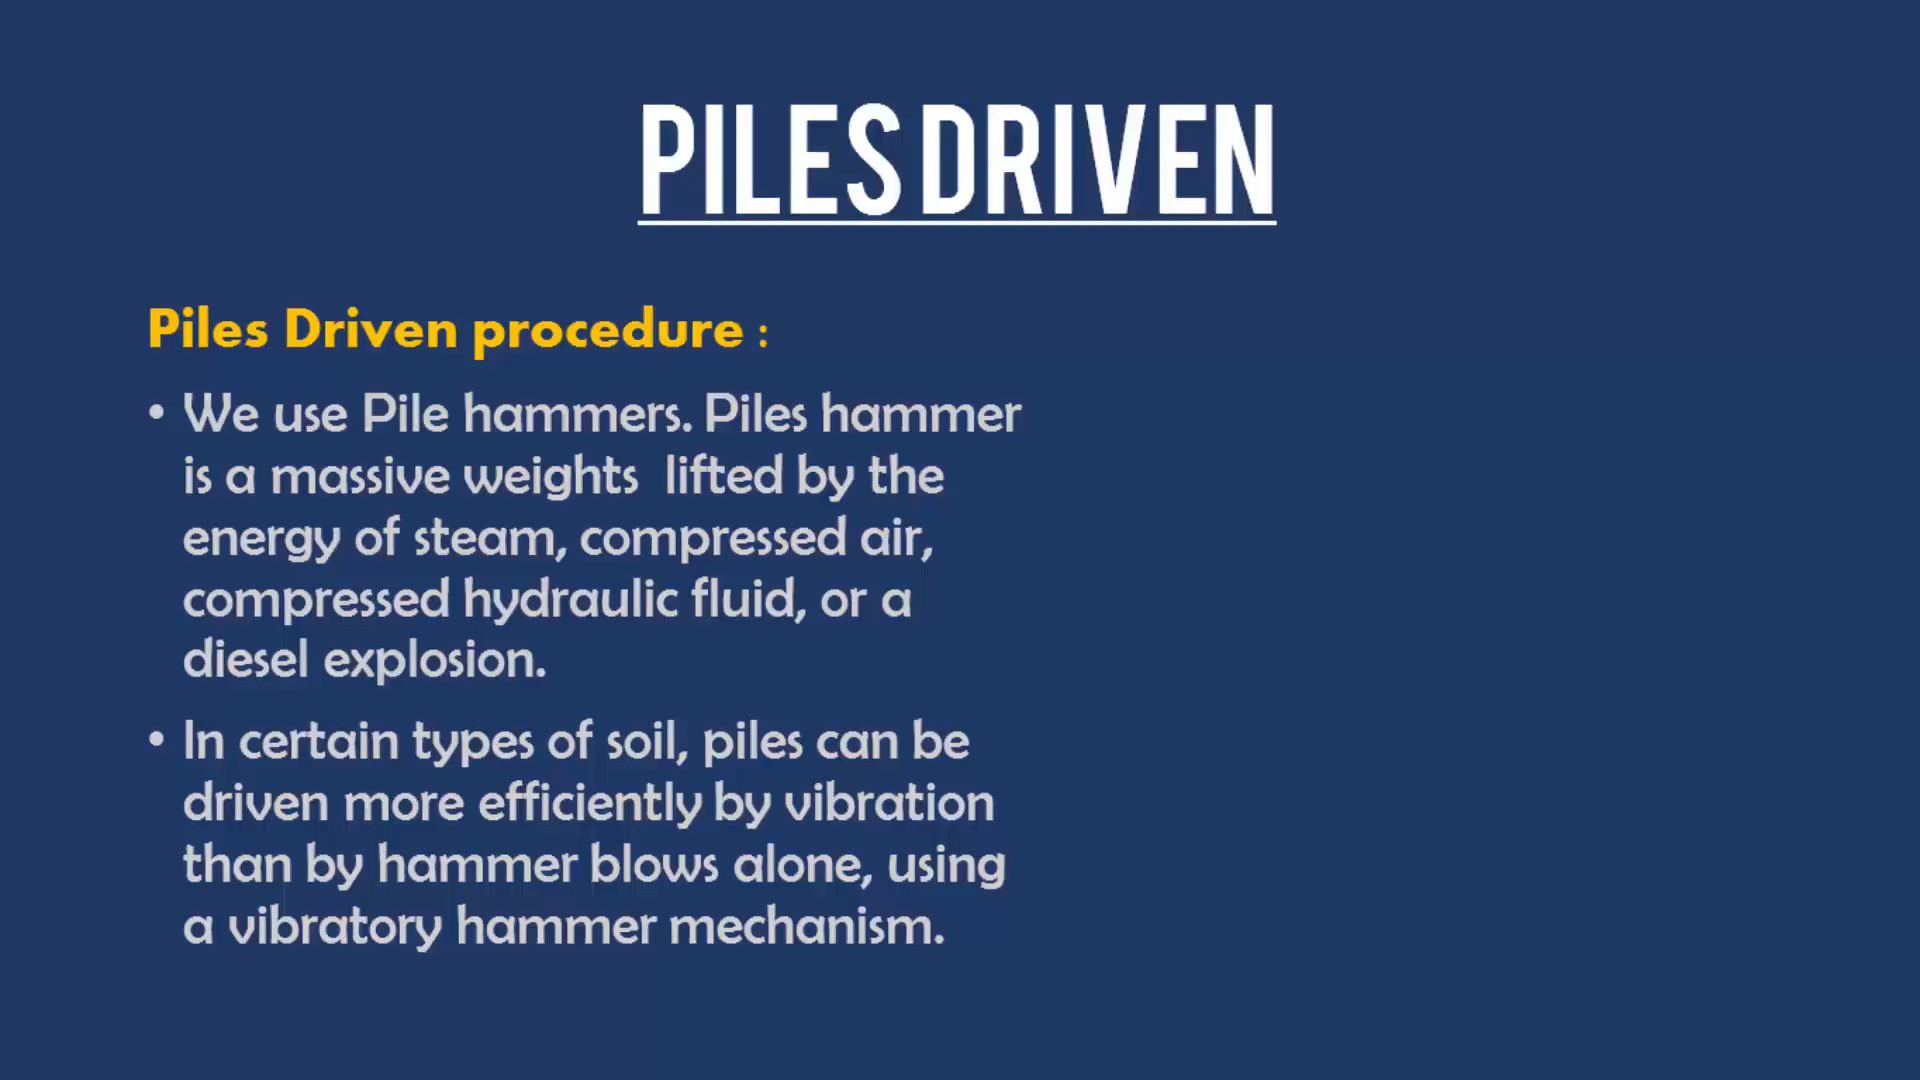 PILES DRIVEN
Piles Driven procedure :
• We use Pile hammers. Piles hammer
is a massive weights lifted by the
energy of steam, compressed air,
compressed hydraulic fluid, or a
diesel explosion.
• In certain types of soil, piles can be
driven more efficiently by vibration
than by hammer blows alone, using
a vibratory hammer mechanism.